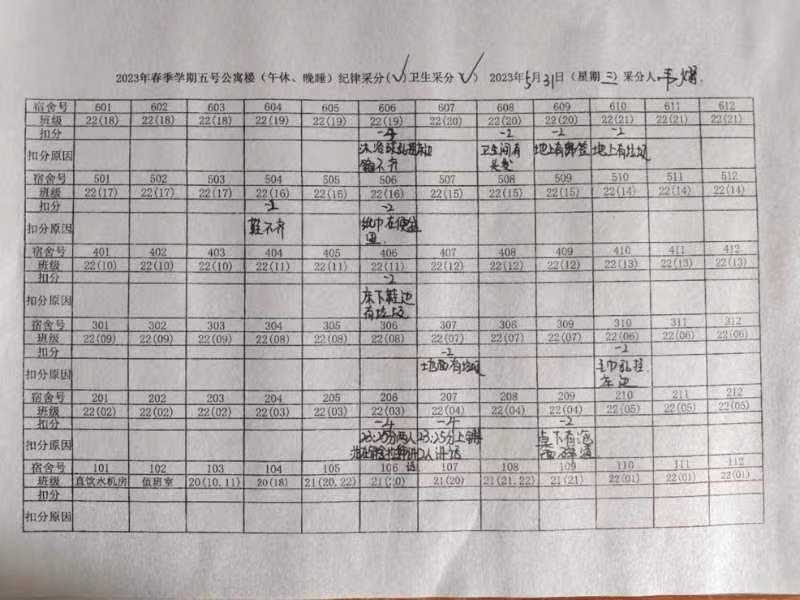 2023年春季学期五号公寓楼（午休、晚睡）纪律采分(√)卫生采分(√) 2023年5月31日（星期三）采分人：韦
宿舍号 601 602 603 604 605 606 607 608 609 610 611 612
班级 22(18) 22(18) 22(18) 22(19) 22(19) 22(19) 22(20) 22(20) 22(20) 22(21) 22(21) 22(21)
扣分 -4 -2 -2 -2
扣分原因 卫生间有 地上有 地上有垃圾
鞋不齐 头发
宿舍号 501 502 503 504 505 506 507 508 509 510 511 512
班级 22(17) 22(17) 22(17) 22(16) 22(16) 22(16) 22(15) 22(15) 22(15) 22(14) 22(14) 22(14)
扣分 -2 -2
扣分原因 鞋不齐 纸巾在便盆
里.
宿舍号 401 402 403 404 405 406 407 408 409 410 411 412
班级 22(10) 22(10) 22(10) 22(11) 22(11) 22(11) 22(12) 22(12) 22(12) 22(13) 22(13) 22(13)
扣分 -2
扣分原因 床下鞋边
有垃圾
宿舍号 301 302 303 304 305 306 307 308 309 310 311 312
班级 22(09) 22(09) 22(09) 22(08) 22(08) 22(08) 22(07) 22(07) 22(07) 22(06) 22(06) 22(06)
扣分 -2 -2
扣分原因 地面有垃圾 毛巾乱挂
床边
宿舍号 201 202 203 204 205 206 207 208 209 210 211 212
班级 22(02) 22(02) 22(02) 22(03) 22(03) 22(03) 22(04) 22(04) 22(04) 22(05) 22(05) 22(05)
扣分 -4 -4 -2
扣分原因 23:25分两人 23:25分上铺 桌下有泡
2人讲话 面
宿舍号 101 102 103 104 105 106 107 108 109 110 111 112
班级 直饮水机房 值班室 20(10,11) 20(18) 21(20,22) 21(20) 21(20) 21(21,22) 21(21) 22(01) 22(01) 22(01)
扣分
扣分原因